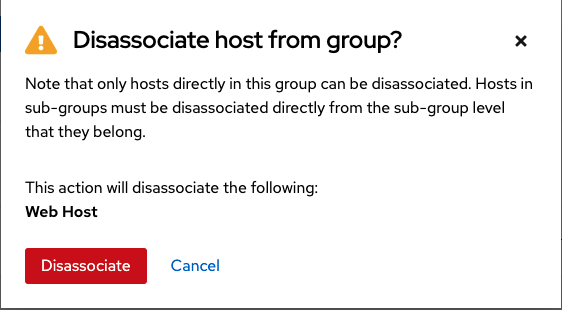 Disassociate host from group?
Note that only hosts directly in this group can be disassociated. Hosts in
sub-groups must be disassociated directly from the sub-group level
that they belong.
This action will disassociate the following:
Web Host
Disassociate Cancel